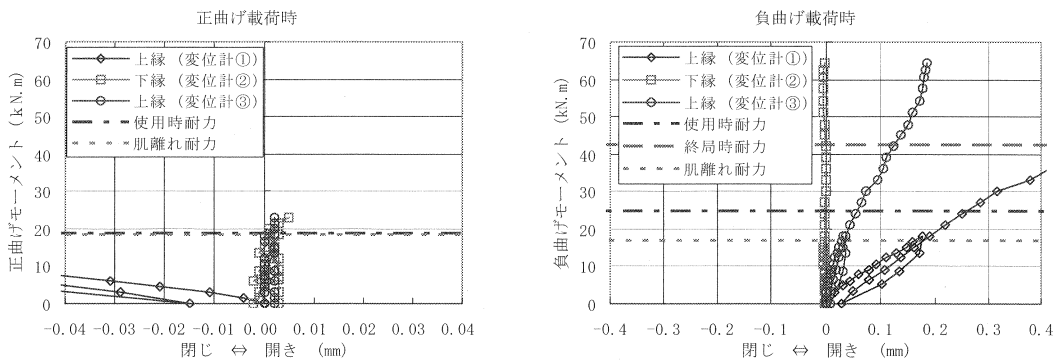 正曲げ載荷時
正曲げモーメント (kN.m)
70
60
50
40
30
20
10
0
上縁 (変位計①)
下縁 (変位計②)
上縁 (変位計③)
使用時耐力
肌離れ耐力
-0.04 -0.03 -0.02 -0.01 0.00 0.01 0.02 0.03 0.04
閉じ ⇔ 開き (mm)
負曲げ載荷時
負曲げモーメント (kN.m)
70
60
50
40
30
20
10
0
上縁 (変位計①)
下縁 (変位計②)
上縁 (変位計③)
使用時耐力
終局時耐力
肌離れ耐力
-0.4 -0.3 -0.2 -0.1 0 0.1 0.2 0.3 0.4
閉じ ⇔ 開き (mm)